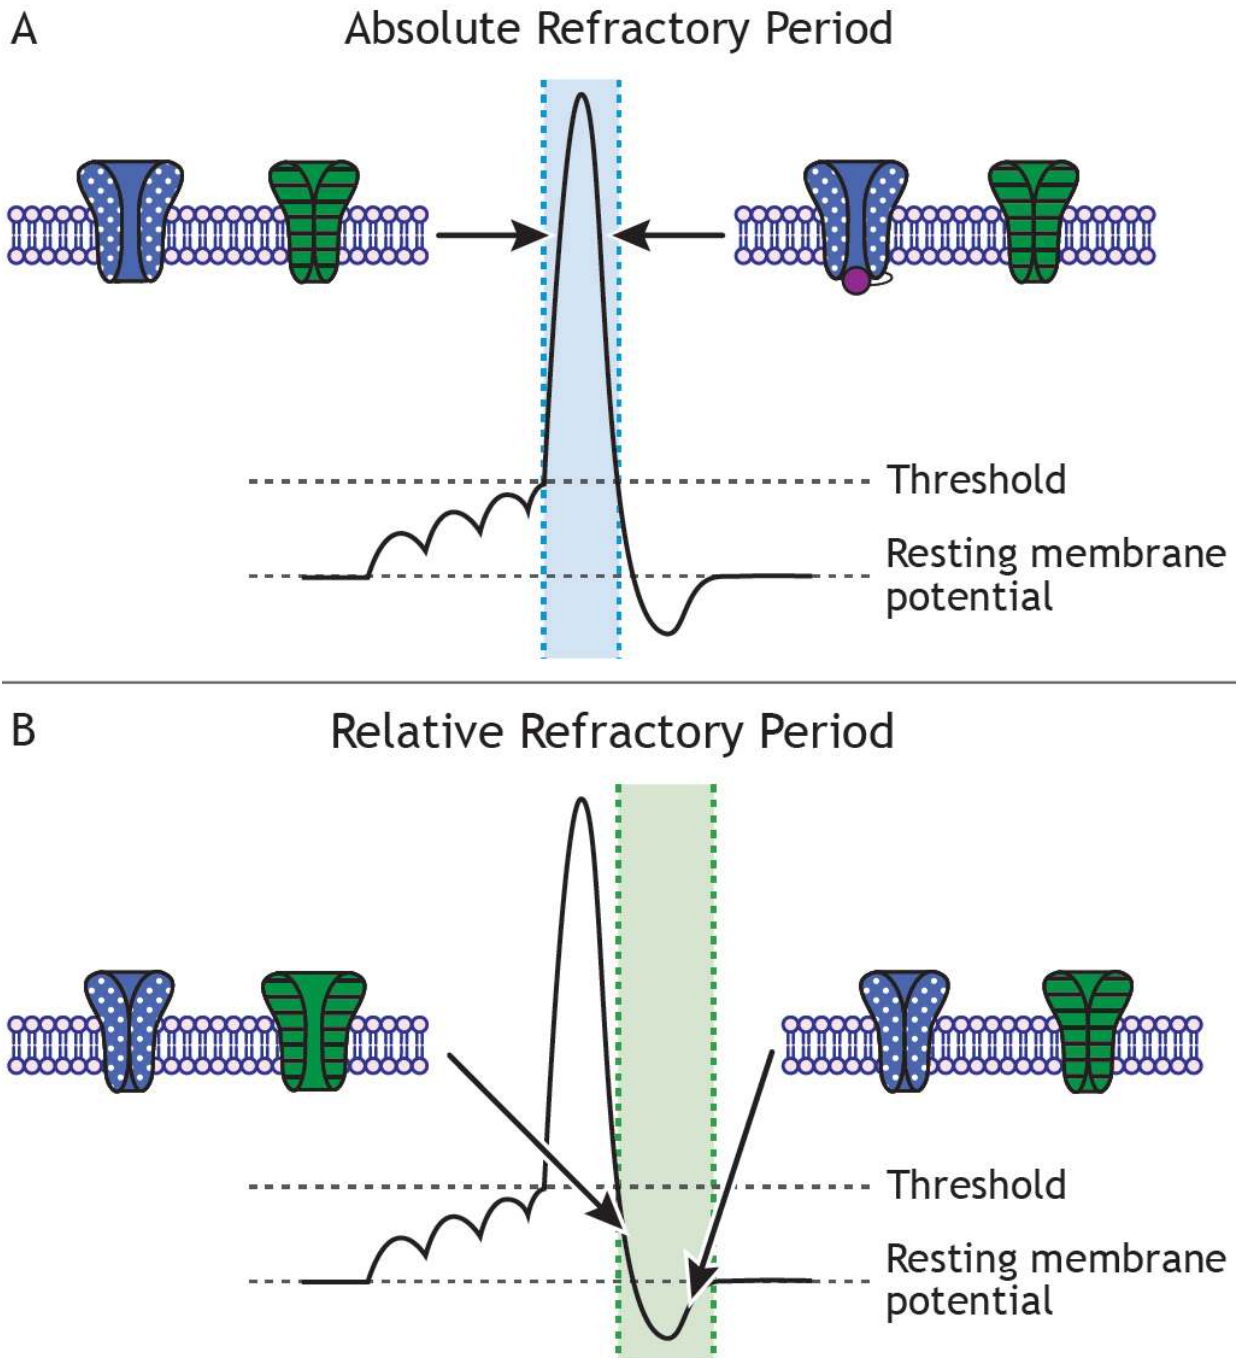 A
Absolute Refractory Period
Threshold
Resting membrane
potential
B
Relative Refractory Period
Threshold
Resting membrane
potential